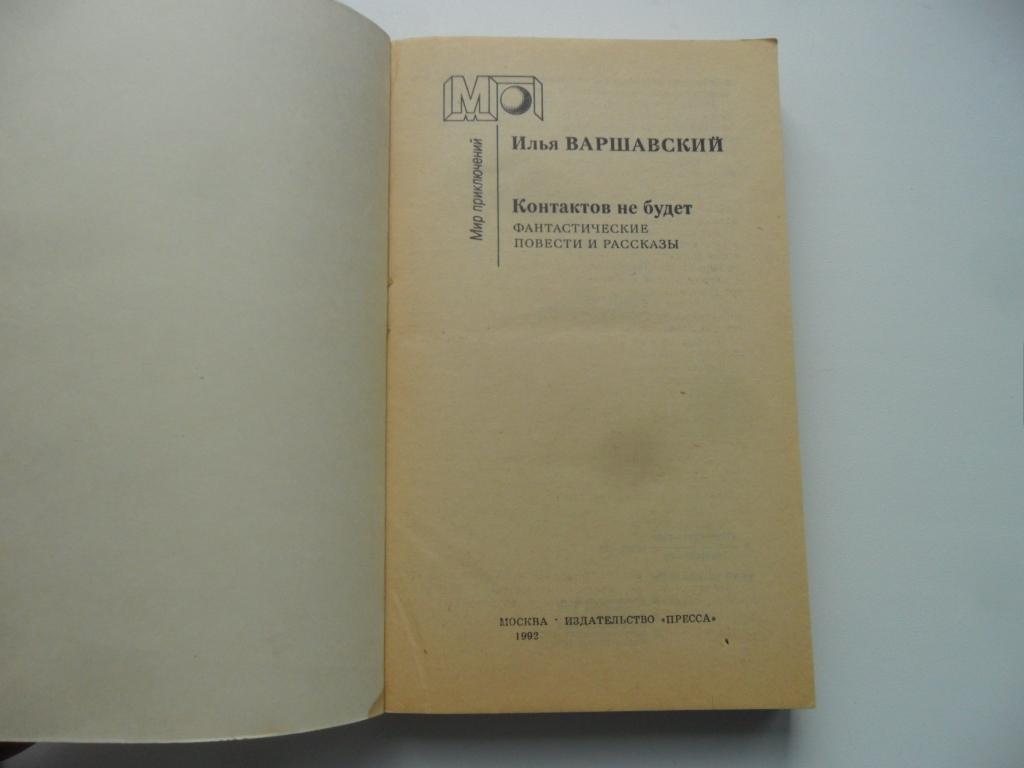 МП
Мир приключений
Илья ВАРШАВСКИЙ
Контактов не будет
ФАНТАСТИЧЕСКИЕ
ПОВЕСТИ И РАССКАЗЫ
МОСКВА · ИЗДАТЕЛЬСТВО «ПРЕССА»
1992